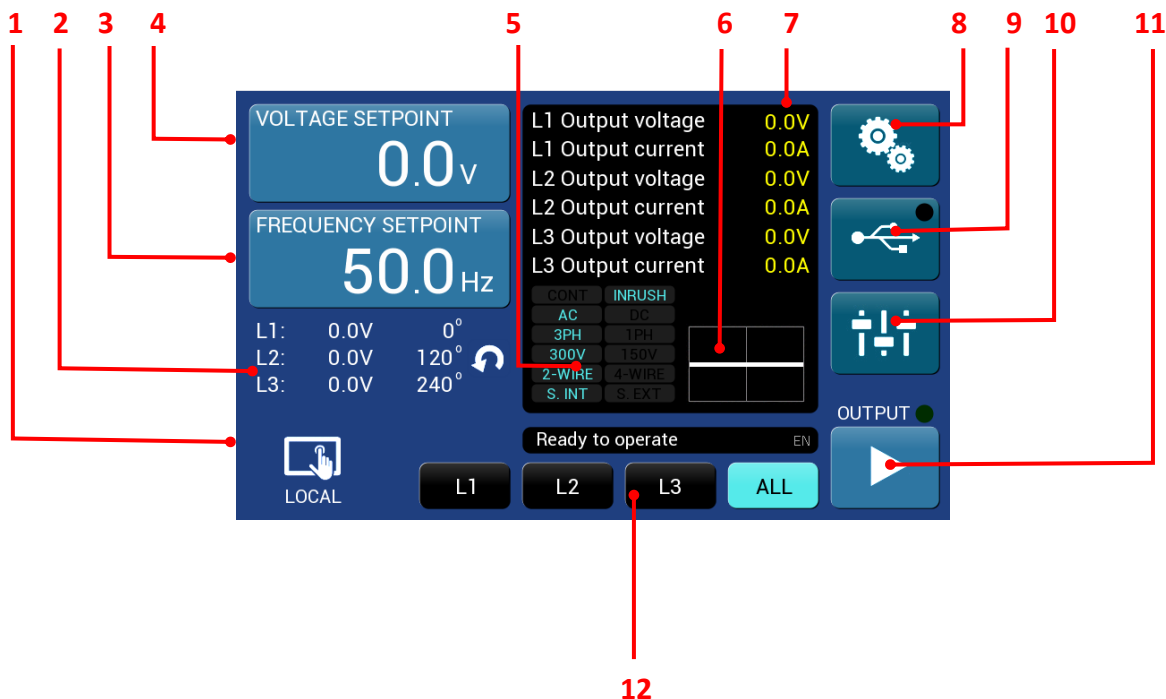 1 2 3 4 5 6 7 8 9 10 11
VOLTAGE SETPOINT
0.0 V
FREQUENCY SETPOINT
50.0 Hz
L1: 0.0V 0°
L2: 0.0V 120°
L3: 0.0V 240°
LOCAL
L1 Output voltage 0.0V
L1 Output current 0.0A
L2 Output voltage 0.0V
L2 Output current 0.0A
L3 Output voltage 0.0V
L3 Output current 0.0A
CONT INRUSH
AC DC
3PH 1PH
300V 150V
2-WIRE 4-WIRE
S. INT S. EXT
Ready to operate EN
L1 L2 L3 ALL
OUTPUT
12